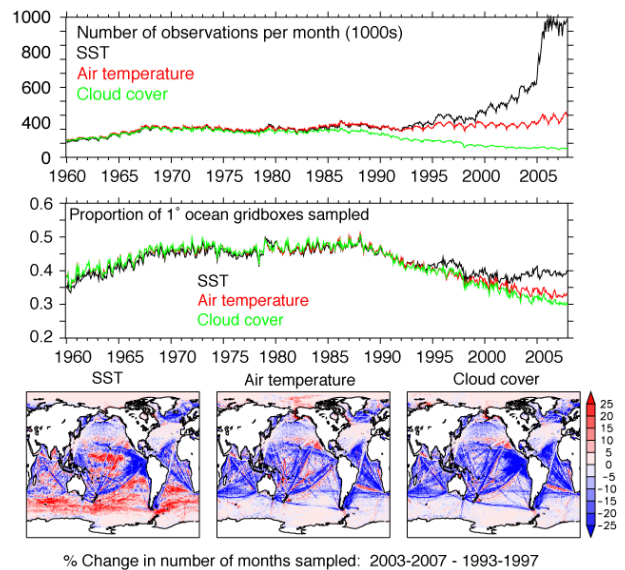 Number of observations per month (1000s)
SST
Air temperature
Cloud cover
1000
800
600
400
200
0
1960 1965 1970 1975 1980 1985 1990 1995 2000 2005
Proportion of 1° ocean gridboxes sampled
SST
Air temperature
Cloud cover
0.6
0.5
0.4
0.3
0.2
1960 1965 1970 1975 1980 1985 1990 1995 2000 2005
SST Air temperature Cloud cover
25
20
15
10
5
0
−5
−10
−15
−20
−25
% Change in number of months sampled: 2003-2007 - 1993-1997